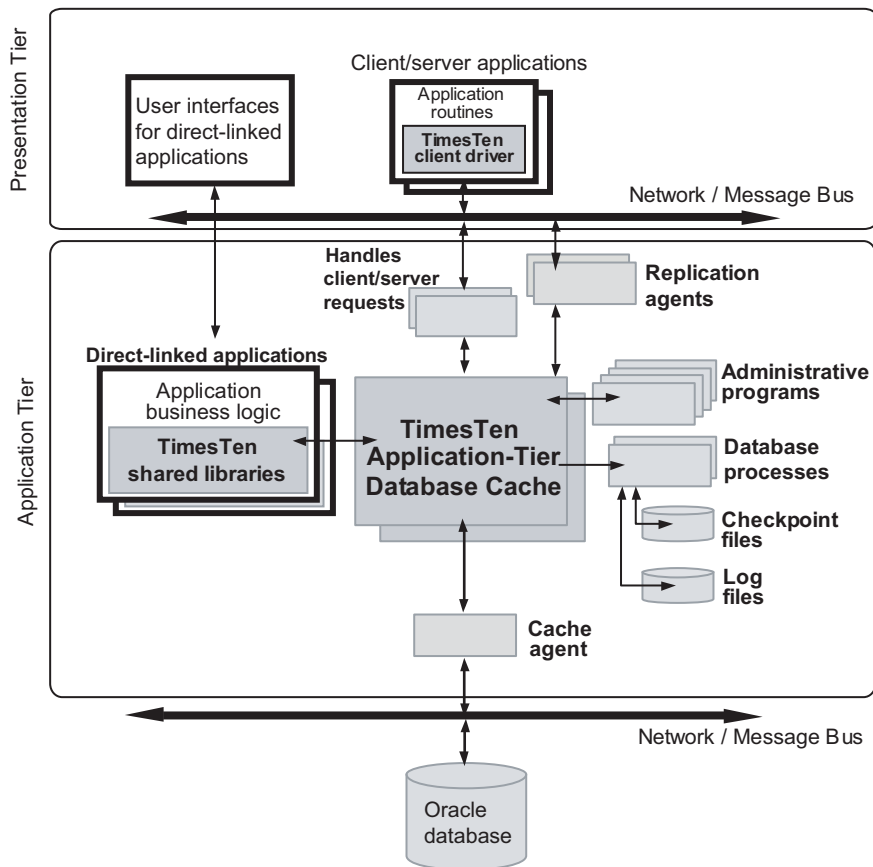 Presentation Tier
Client/server applications
User interfaces
for direct-linked
applications
Application
routines
TimesTen
client driver
Network / Message Bus
Application Tier
Handles
client/server
requests
Replication
agents
Direct-linked applications
Application
business logic
TimesTen
shared libraries
TimesTen
Application-Tier
Database Cache
Administrative
programs
Database
processes
Checkpoint
files
Log
files
Cache
agent
Network / Message Bus
Oracle
database